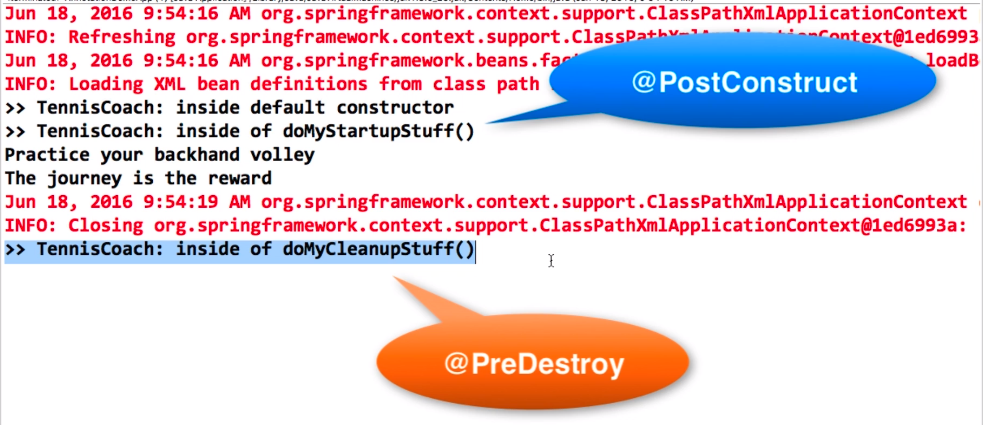 Jun 18, 2016 9:54:16 AM org.springframework.context.support.ClassPathXmlApplicationContext
INFO: Refreshing org.springframework.context.support.ClassPathXmlApplicationContext@1ed6993
Jun 18, 2016 9:54:16 AM org.springframework.beans.fac loadB
INFO: Loading XML bean definitions from class path
@PostConstruct
>> TennisCoach: inside default constructor
>> TennisCoach: inside of doMyStartupStuff()
Practice your backhand volley
The journey is the reward
Jun 18, 2016 9:54:19 AM org.springframework.context.support.ClassPathXmlApplicationContext
INFO: Closing org.springframework.context.support.ClassPathXmlApplicationContext@1ed6993a:
>> TennisCoach: inside of doMyCleanupStuff()
@PreDestroy